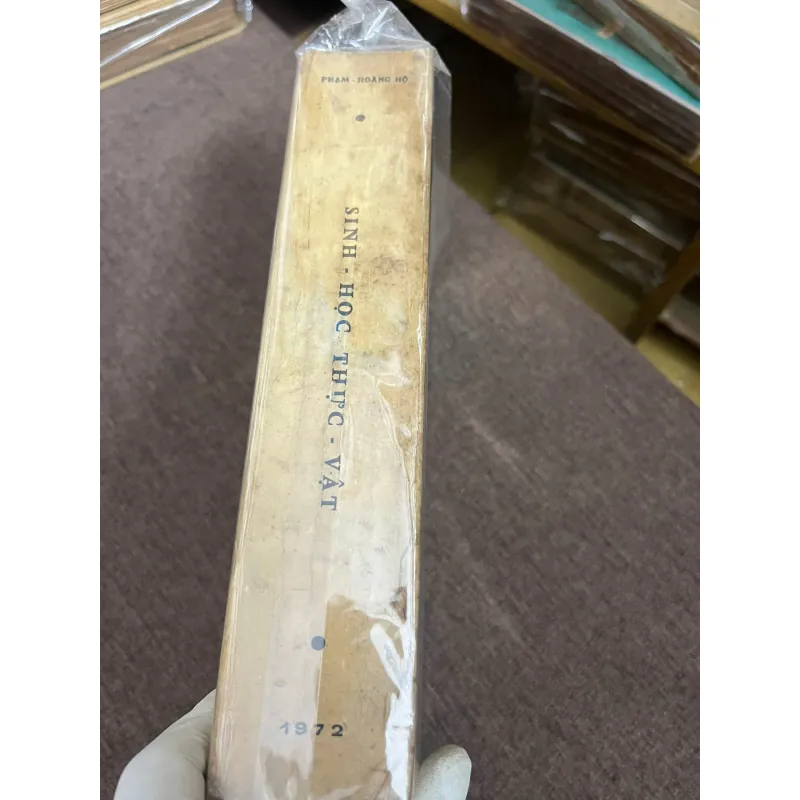 PHẠM - HOÀNG HỘ
SINH - HỌC THỰC - VẬT
1972